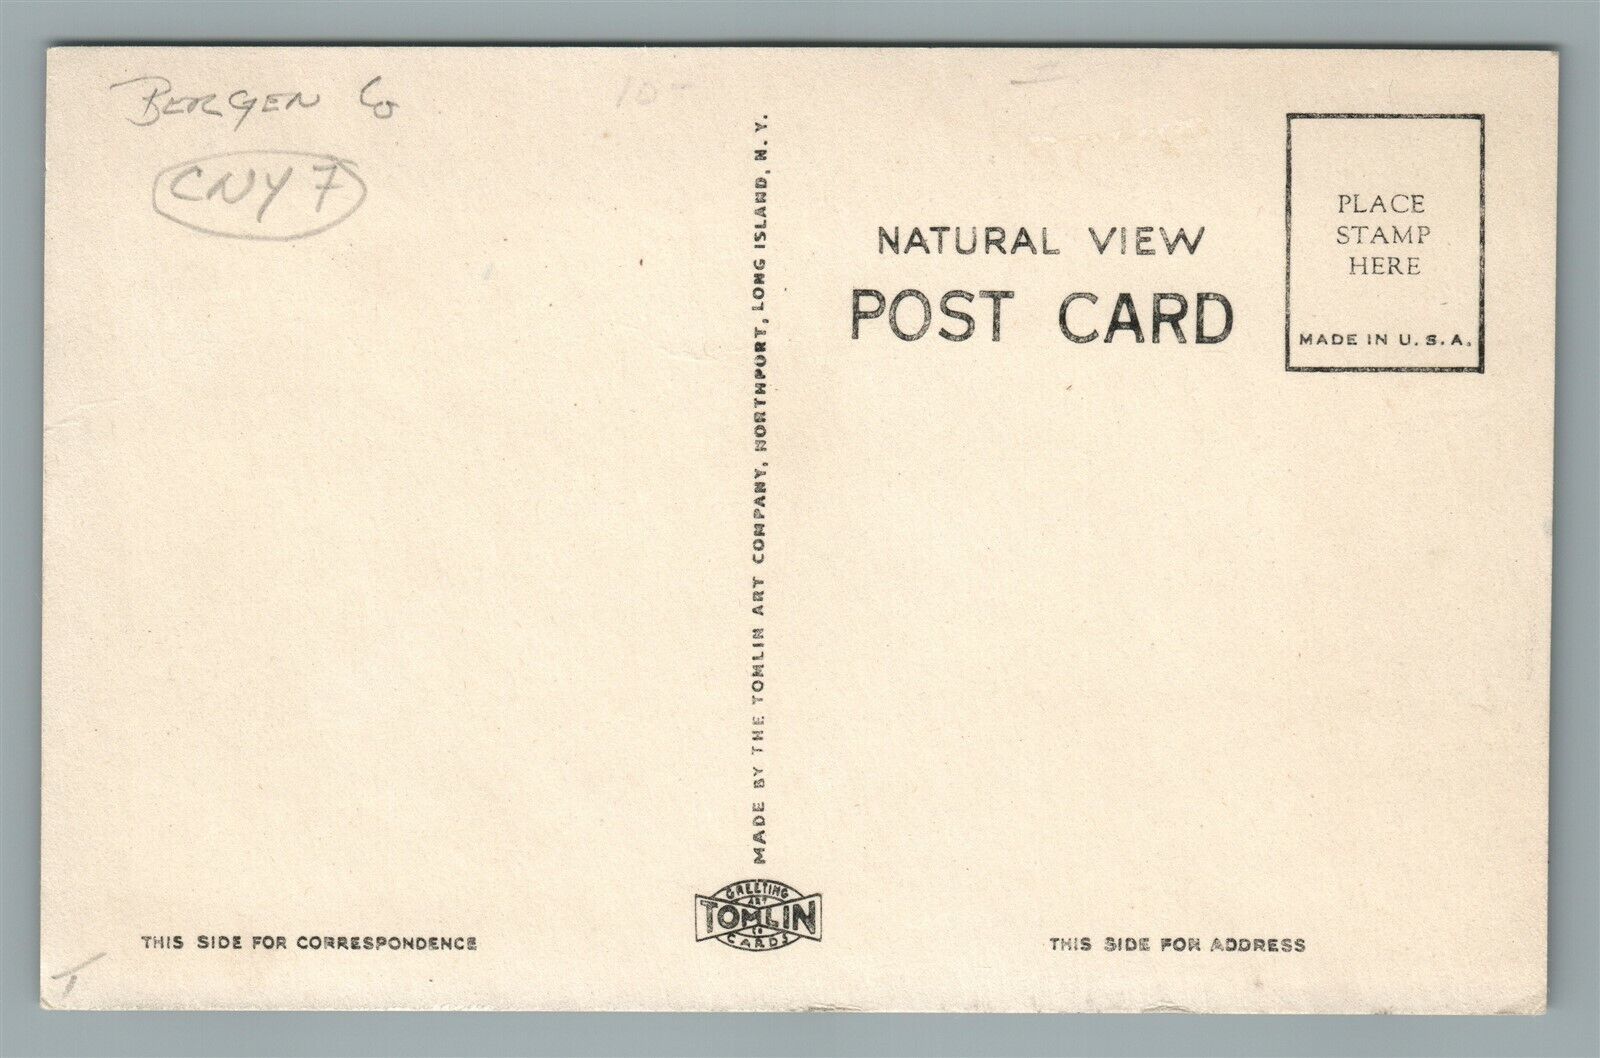 BERGEN Co
CNY 7
10-
MADE BY THE TOMLIN ART COMPANY, NORTHPORT, LONG ISLAND, N. Y.
NATURAL VIEW
POST CARD
PLACE
STAMP
HERE
MADE IN U. S. A.
GREETING
ART
TOMLIN
CO
CARDS
THIS SIDE FOR CORRESPONDENCE
THIS SIDE FOR ADDRESS